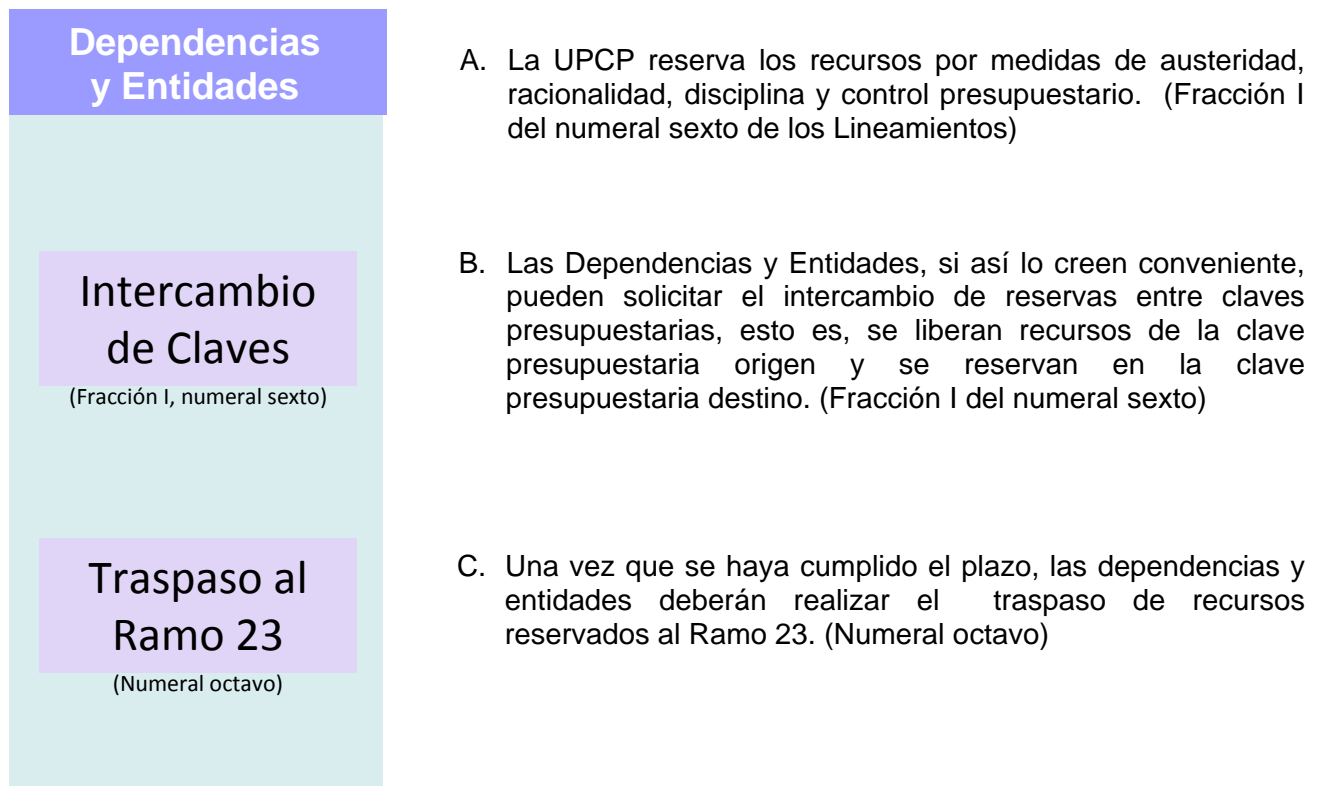 Dependencias
y Entidades
A. La UPCP reserva los recursos por medidas de austeridad,
racionalidad, disciplina y control presupuestario. (Fracción I
del numeral sexto de los Lineamientos)
Intercambio
de Claves
(Fracción I, numeral sexto)
B. Las Dependencias y Entidades, si así lo creen conveniente,
pueden solicitar el intercambio de reservas entre claves
presupuestarias, esto es, se liberan recursos de la clave
presupuestaria origen y se reservan en la clave
presupuestaria destino. (Fracción I del numeral sexto)
Traspaso al
Ramo 23
(Numeral octavo)
C. Una vez que se haya cumplido el plazo, las dependencias y
entidades deberán realizar el traspaso de recursos
reservados al Ramo 23. (Numeral octavo)